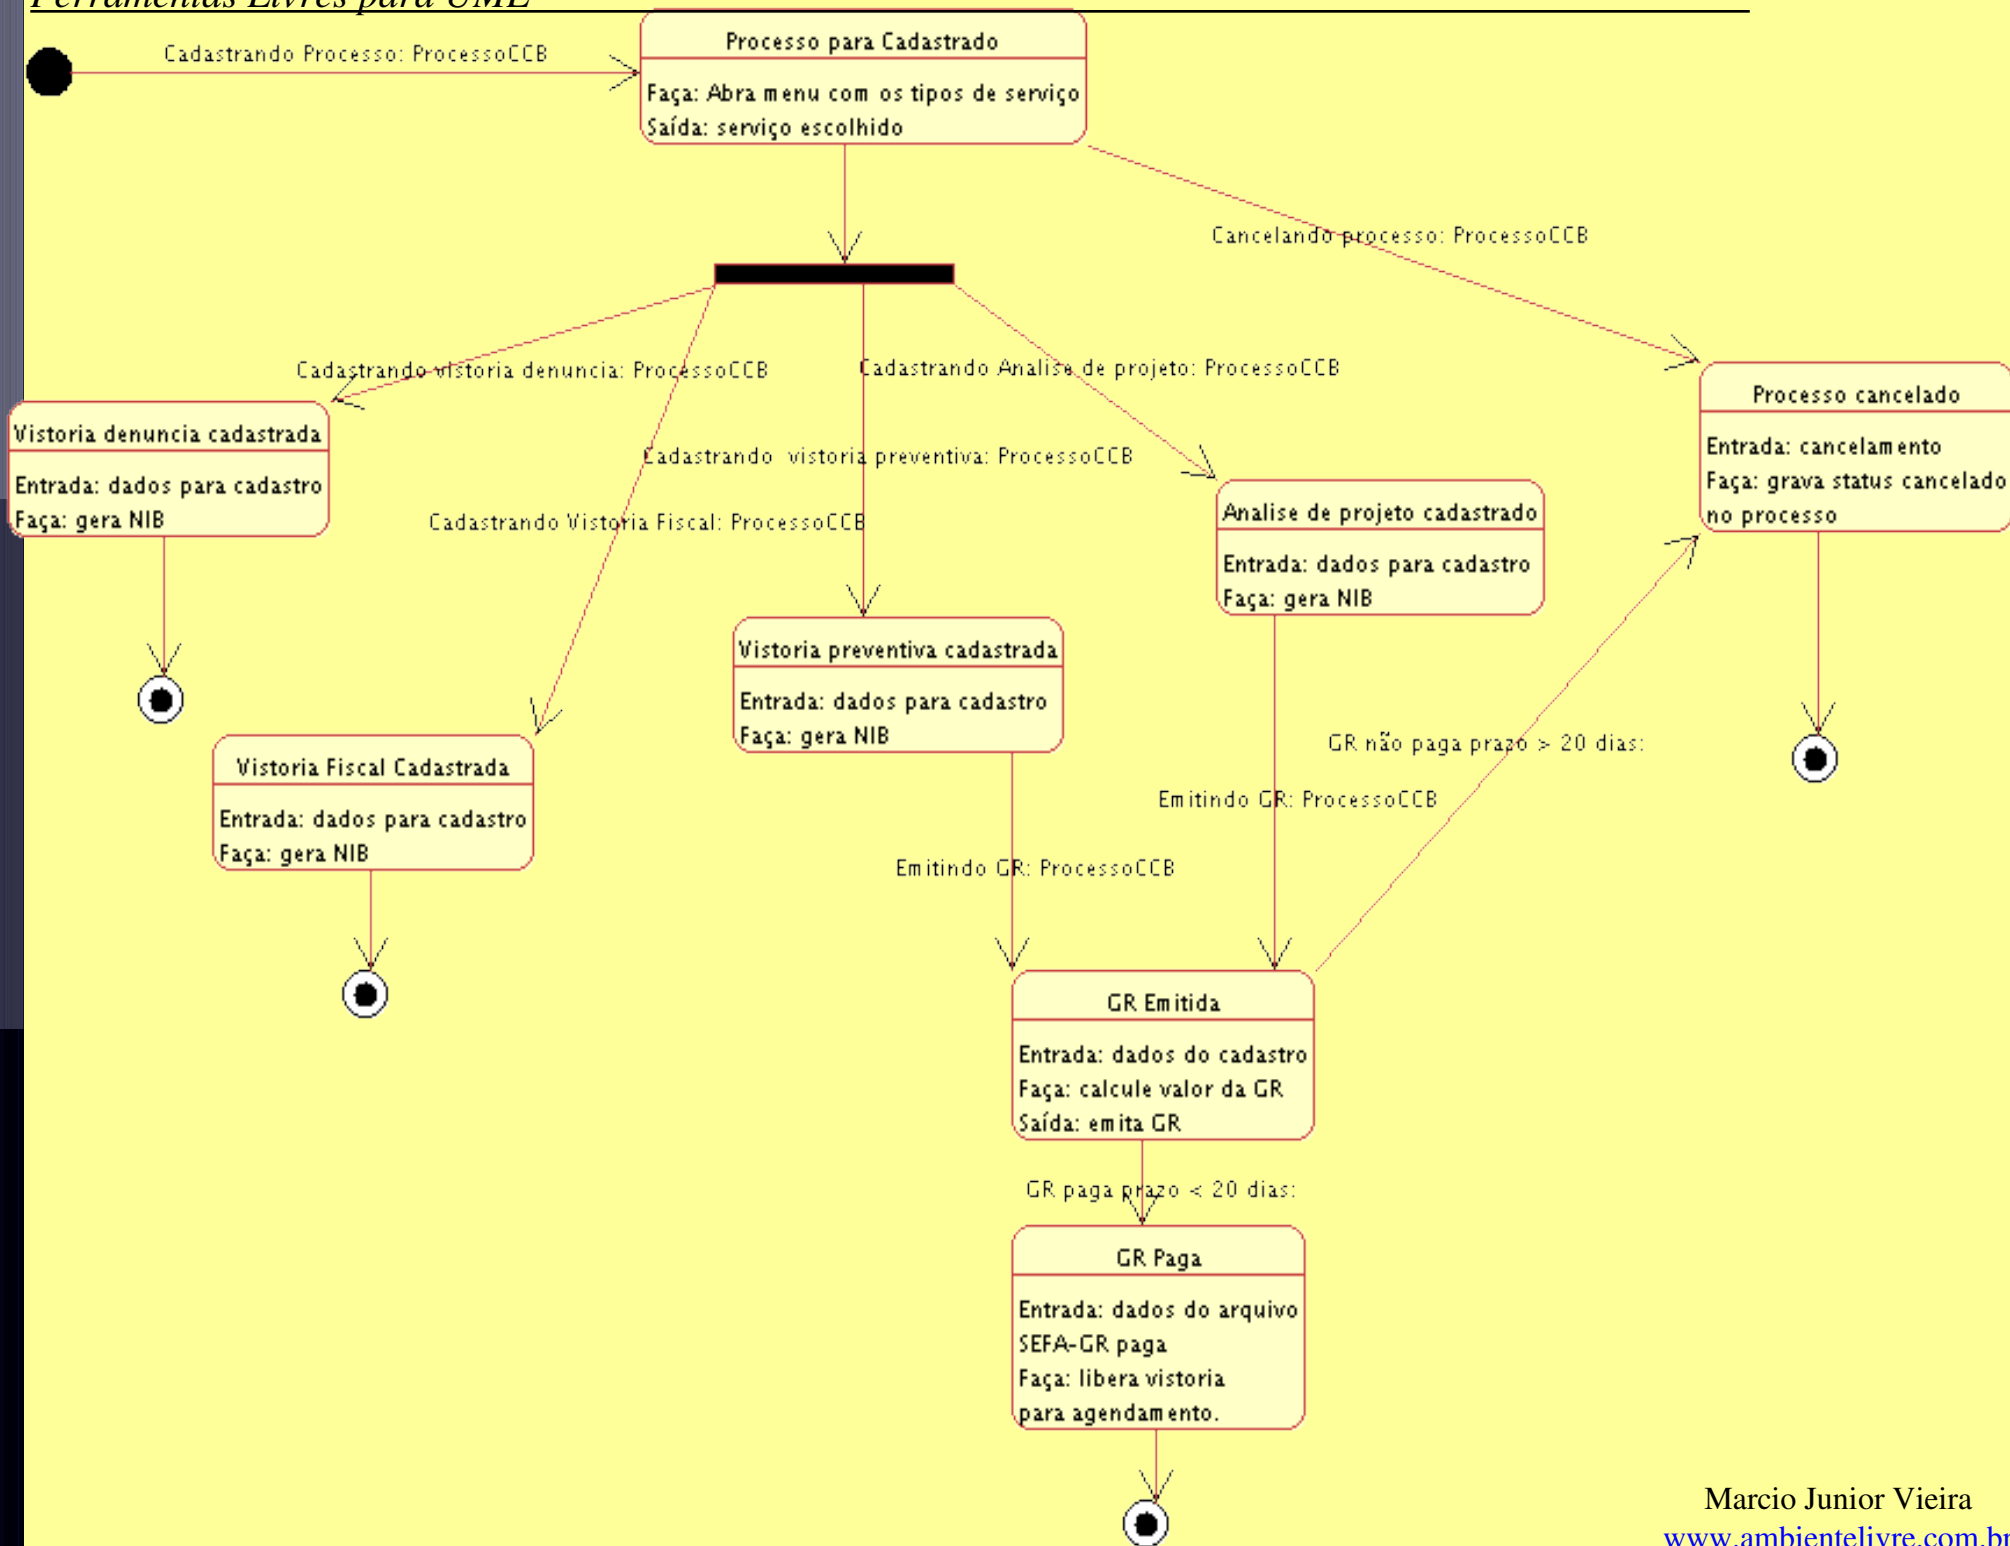 Ferramentas Livres para UML
Cadastrando Processo: ProcessoCCB
Processo para Cadastrado
Faça: Abra menu com os tipos de serviço
Saída: serviço escolhido
Cancelando processo: ProcessoCCB
Cadastrando vistoria denuncia: ProcessoCCB
Cadastrando Analise de projeto: ProcessoCCB
Processo cancelado
Entrada: cancelamento
Faça: grava status cancelado
no processo
Vistoria denuncia cadastrada
Entrada: dados para cadastro
Faça: gera NIB
Cadastrando vistoria preventiva: ProcessoCCB
Cadastrando Vistoria Fiscal: ProcessoCCB
Analise de projeto cadastrado
Entrada: dados para cadastro
Faça: gera NIB
Vistoria preventiva cadastrada
Entrada: dados para cadastro
Faça: gera NIB
Vistoria Fiscal Cadastrada
Entrada: dados para cadastro
Faça: gera NIB
GR não paga prazo > 20 dias:
Emitindo GR: ProcessoCCB
Emitindo GR: ProcessoCCB
GR Emitida
Entrada: dados do cadastro
Faça: calcule valor da GR
Saída: emita GR
GR paga prazo < 20 dias:
GR Paga
Entrada: dados do arquivo
SEFA-GR paga
Faça: libera vistoria
para agendamento.
Marcio Junior Vieira
www.ambientelivre.com.br